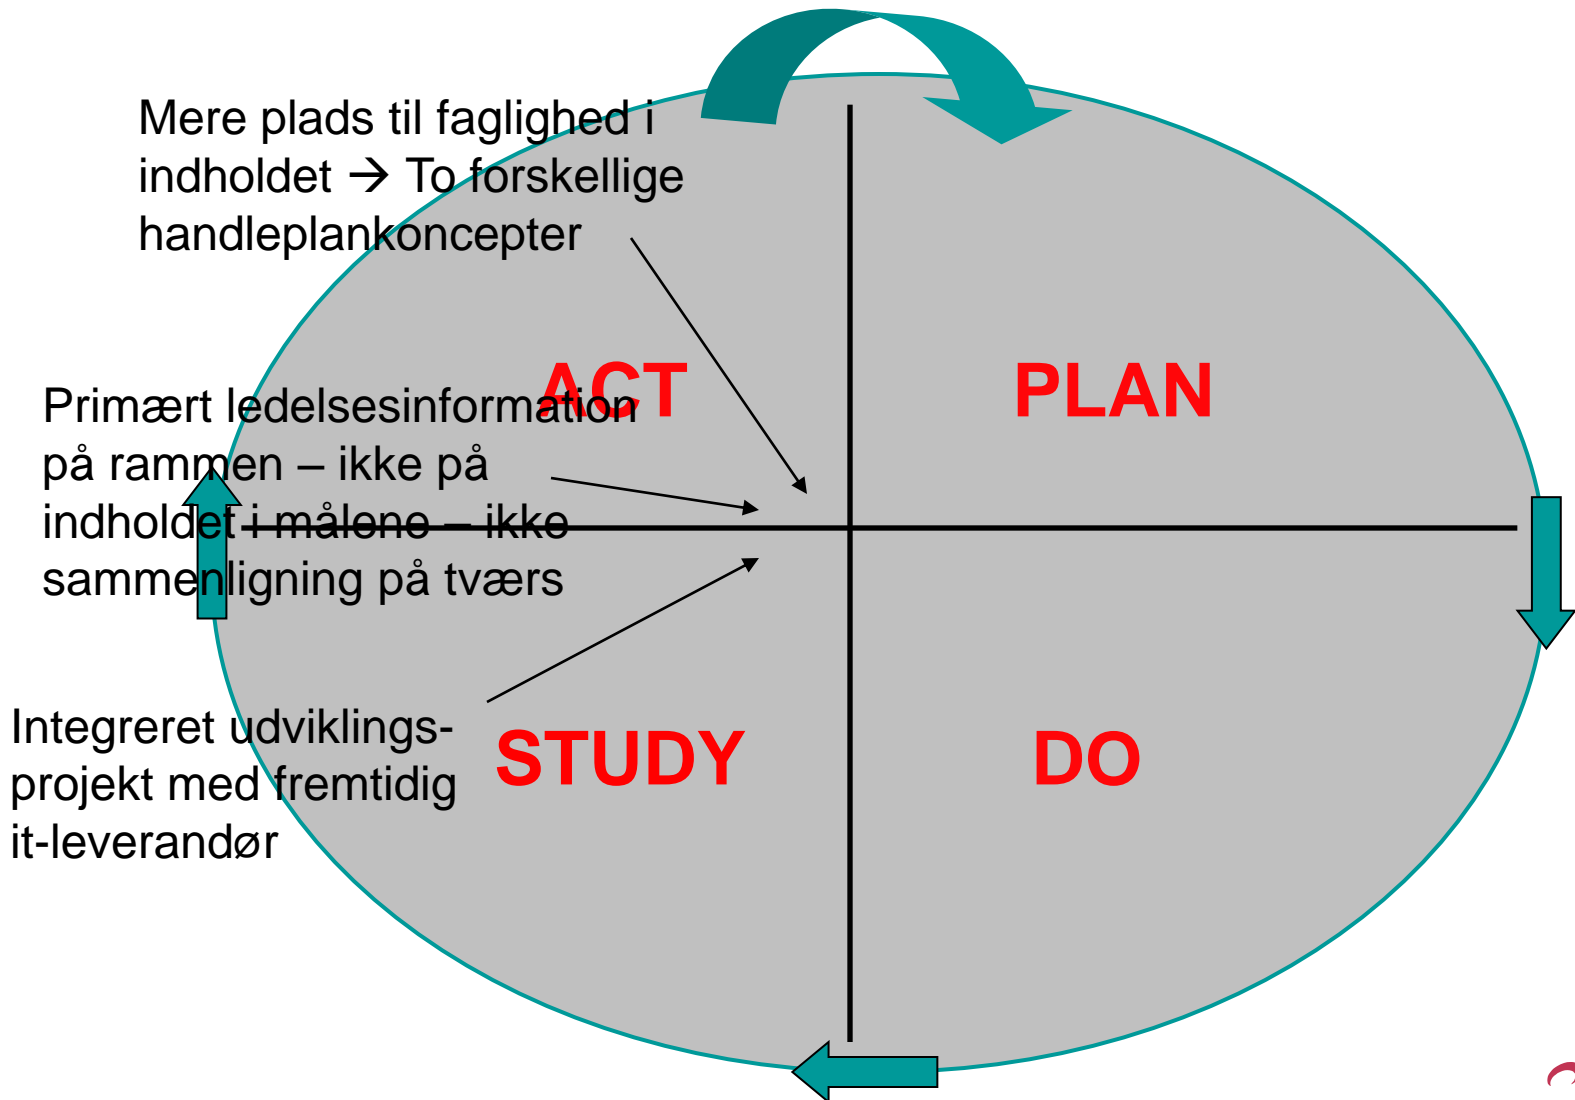 Mere plads til faglighed i
indholdet → To forskellige
handleplankoncepter
ACT
PLAN
Primært ledelsesinformation
på rammen – ikke på
indholdet i målene – ikke
sammenligning på tværs
Integreret udviklings-
projekt med fremtidig
it-leverandør
STUDY
DO